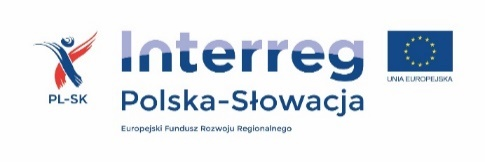 Interreg
PL-SK
Polska-Słowacja
UNIA EUROPEJSKA
Europejski Fundusz Rozwoju Regionalnego